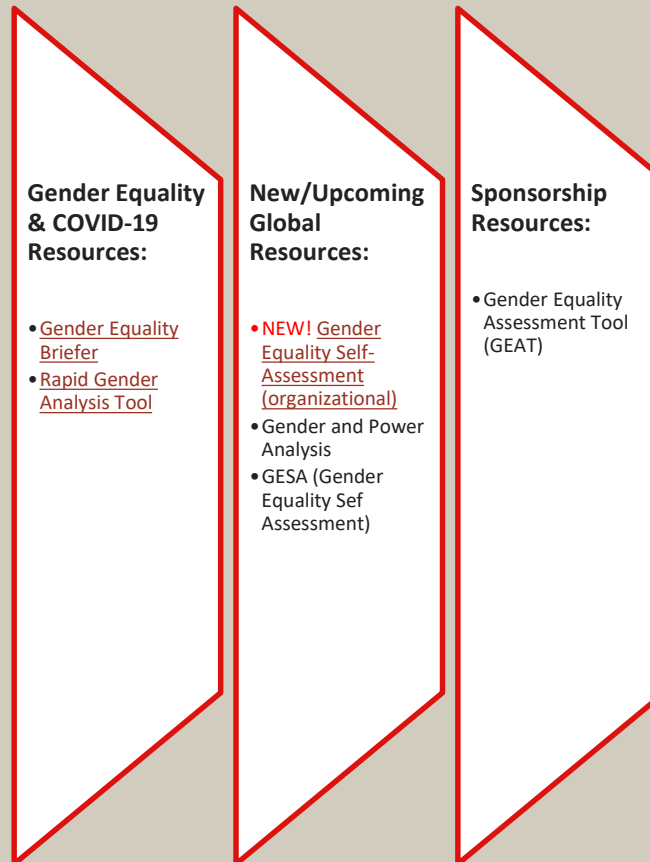 Gender Equality
& COVID-19
Resources:
• Gender Equality
Briefer
• Rapid Gender
Analysis Tool
New/Upcoming
Global
Resources:
• NEW! Gender
Equality Self-
Assessment
(organizational)
• Gender and Power
Analysis
• GESA (Gender
Equality Sef
Assessment)
Sponsorship
Resources:
• Gender Equality
Assessment Tool
(GEAT)